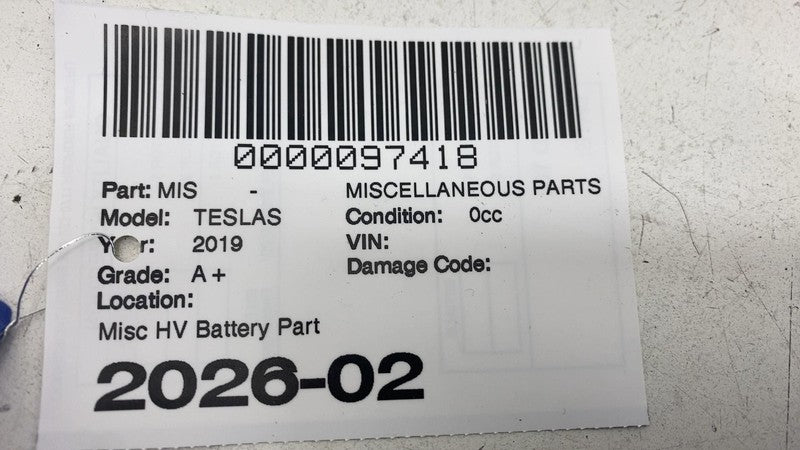 0000097418
Part: MIS - MISCELLANEOUS PARTS
Model: TESLAS Condition: 0cc
Year: 2019 VIN:
Grade: A+ Damage Code:
Location:
Misc HV Battery Part
2026-02